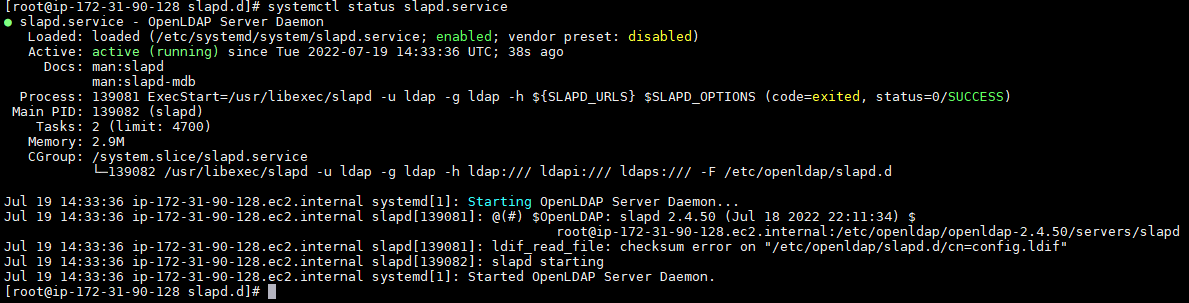 [root@ip-172-31-90-128 slapd.d]# systemctl status slapd.service
● slapd.service - OpenLDAP Server Daemon
   Loaded: loaded (/etc/systemd/system/slapd.service; enabled; vendor preset: disabled)
   Active: active (running) since Tue 2022-07-19 14:33:36 UTC; 38s ago
     Docs: man:slapd
           man:slapd-mdb
  Process: 139081 ExecStart=/usr/libexec/slapd -u ldap -g ldap -h ${SLAPD_URLS} $SLAPD_OPTIONS (code=exited, status=0/SUCCESS)
 Main PID: 139082 (slapd)
    Tasks: 2 (limit: 4700)
   Memory: 2.9M
   CGroup: /system.slice/slapd.service
           └─139082 /usr/libexec/slapd -u ldap -g ldap -h ldap:/// ldapi:/// ldaps:/// -F /etc/openldap/slapd.d

Jul 19 14:33:36 ip-172-31-90-128.ec2.internal systemd[1]: Starting OpenLDAP Server Daemon...
Jul 19 14:33:36 ip-172-31-90-128.ec2.internal slapd[139081]: @(#) $OpenLDAP: slapd 2.4.50 (Jul 18 2022 22:11:34) $
                                                                     root@ip-172-31-90-128.ec2.internal:/etc/openldap/openldap-2.4.50/servers/slapd
Jul 19 14:33:36 ip-172-31-90-128.ec2.internal slapd[139081]: ldif_read_file: checksum error on "/etc/openldap/slapd.d/cn=config.ldif"
Jul 19 14:33:36 ip-172-31-90-128.ec2.internal slapd[139082]: slapd starting
Jul 19 14:33:36 ip-172-31-90-128.ec2.internal systemd[1]: Started OpenLDAP Server Daemon.
[root@ip-172-31-90-128 slapd.d]#